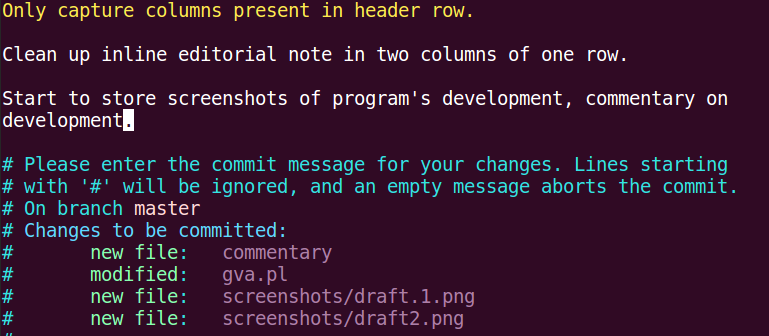 Only capture columns present in header row.
Clean up inline editorial note in two columns of one row.
Start to store screenshots of program's development, commentary on
development.
# Please enter the commit message for your changes. Lines starting
# with '#' will be ignored, and an empty message aborts the commit.
# On branch master
# Changes to be committed:
#       new file:   commentary
#       modified:   gva.pl
#       new file:   screenshots/draft.1.png
#       new file:   screenshots/draft2.png
#